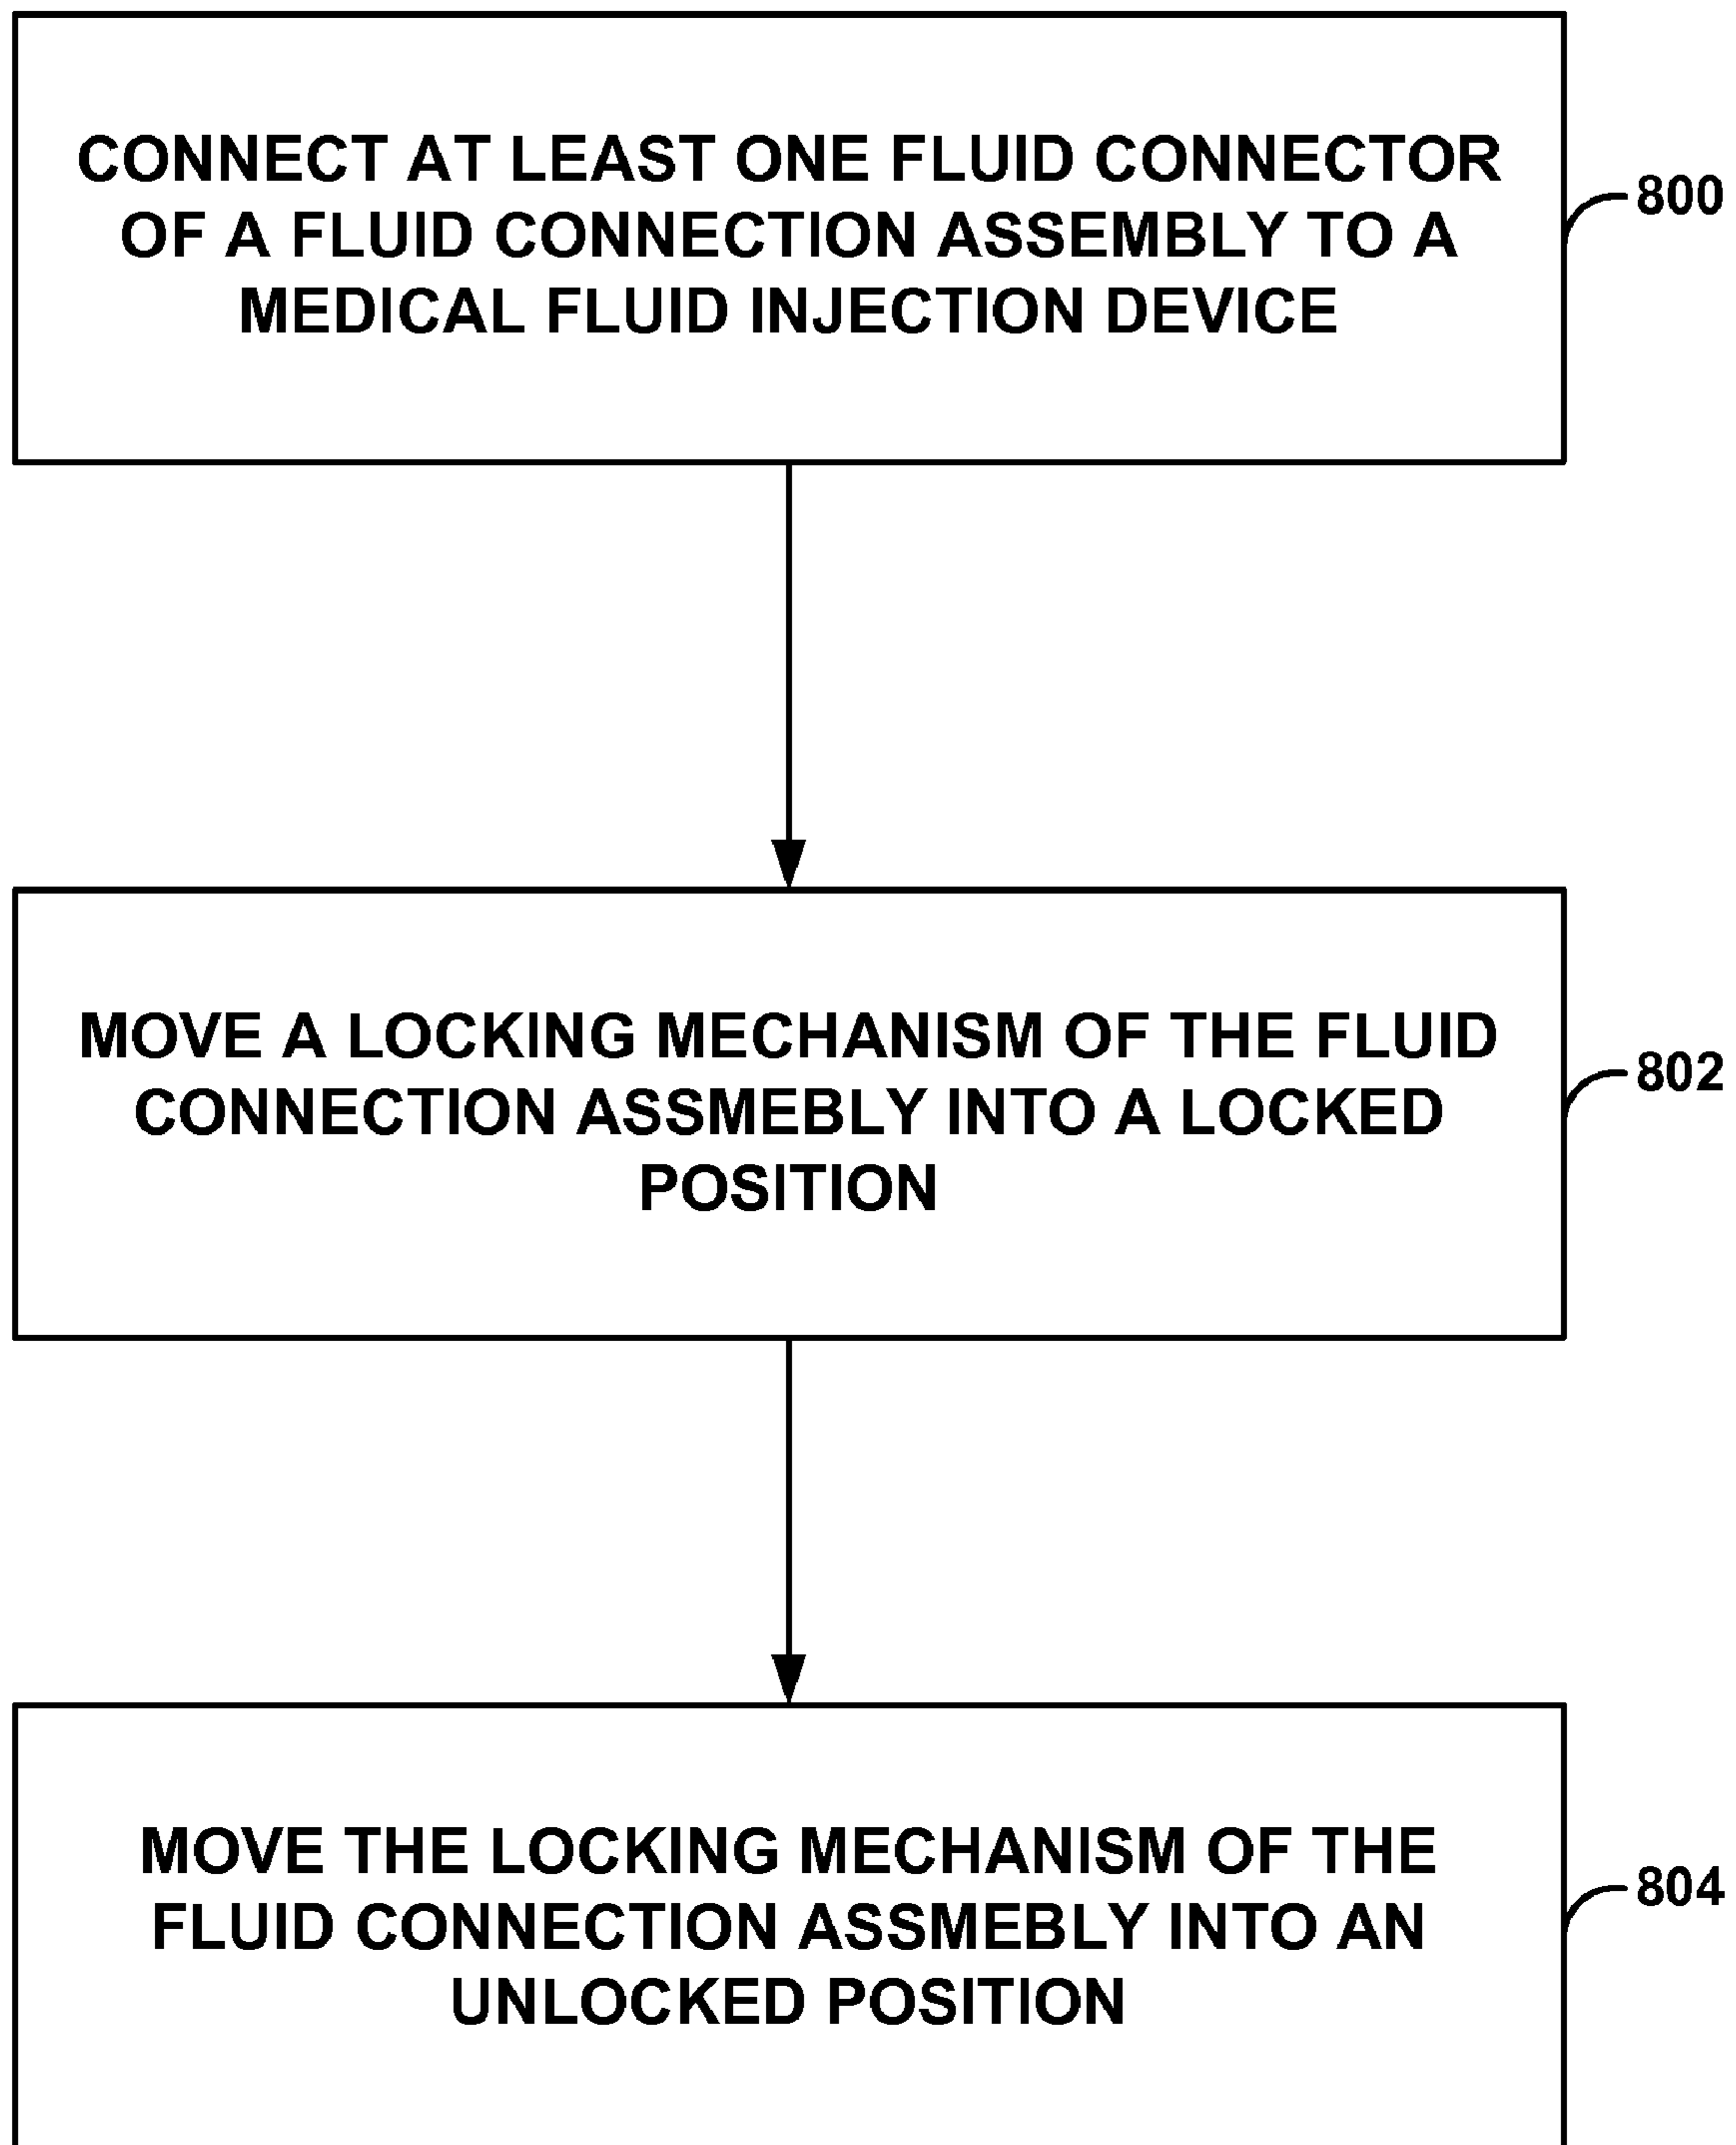 CONNECT AT LEAST ONE FLUID CONNECTOR
OF A FLUID CONNECTION ASSEMBLY TO A
MEDICAL FLUID INJECTION DEVICE
800
MOVE A LOCKING MECHANISM OF THE FLUID
CONNECTION ASSMEBLY INTO A LOCKED
POSITION
802
MOVE THE LOCKING MECHANISM OF THE
FLUID CONNECTION ASSMEBLY INTO AN
UNLOCKED POSITION
804